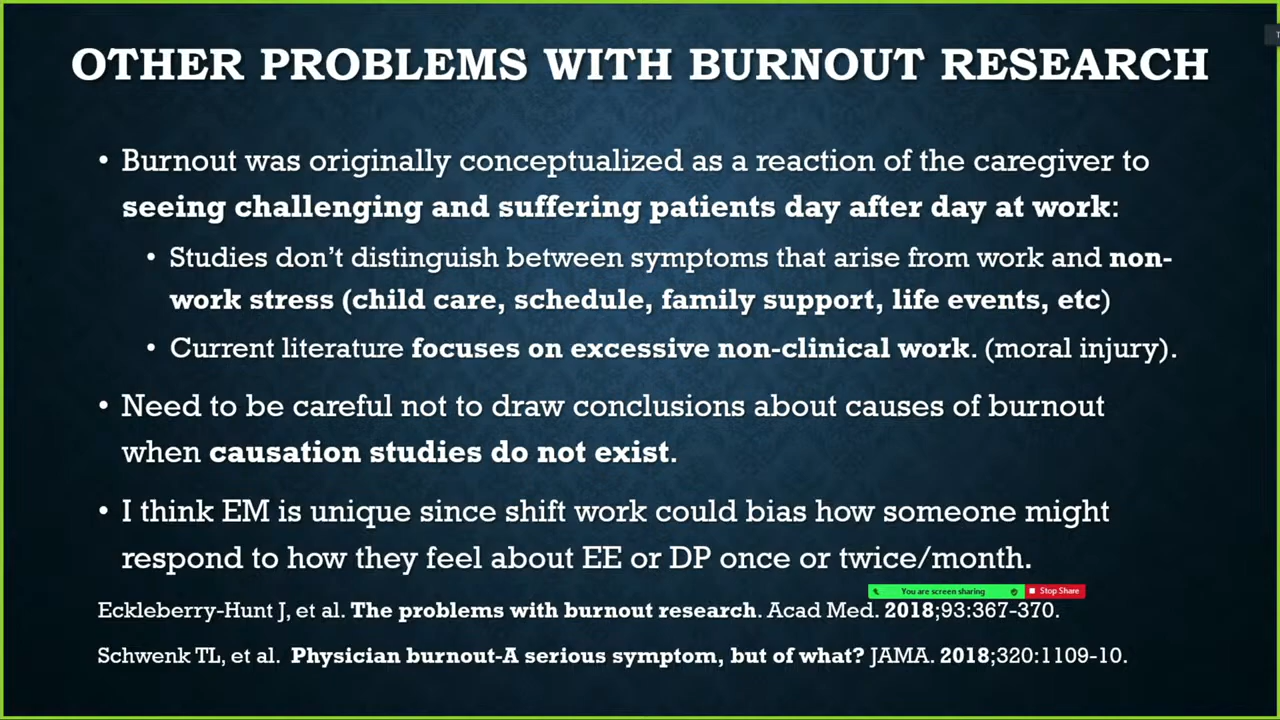 OTHER PROBLEMS WITH BURNOUT RESEARCH
• Burnout was originally conceptualized as a reaction of the caregiver to
seeing challenging and suffering patients day after day at work:
• Studies don't distinguish between symptoms that arise from work and non-
work stress (child care, schedule, family support, life events, etc)
• Current literature focuses on excessive non-clinical work. (moral injury).
• Need to be careful not to draw conclusions about causes of burnout
when causation studies do not exist.
• I think EM is unique since shift work could bias how someone might
respond to how they feel about EE or DP once or twice/month.
You are screen sharing Stop Share
Eckleberry-Hunt J, et al. The problems with burnout research. Acad Med. 2018;93:367-370.
Schwenk TL, et al. Physician burnout-A serious symptom, but of what? JAMA. 2018;320:1109-10.